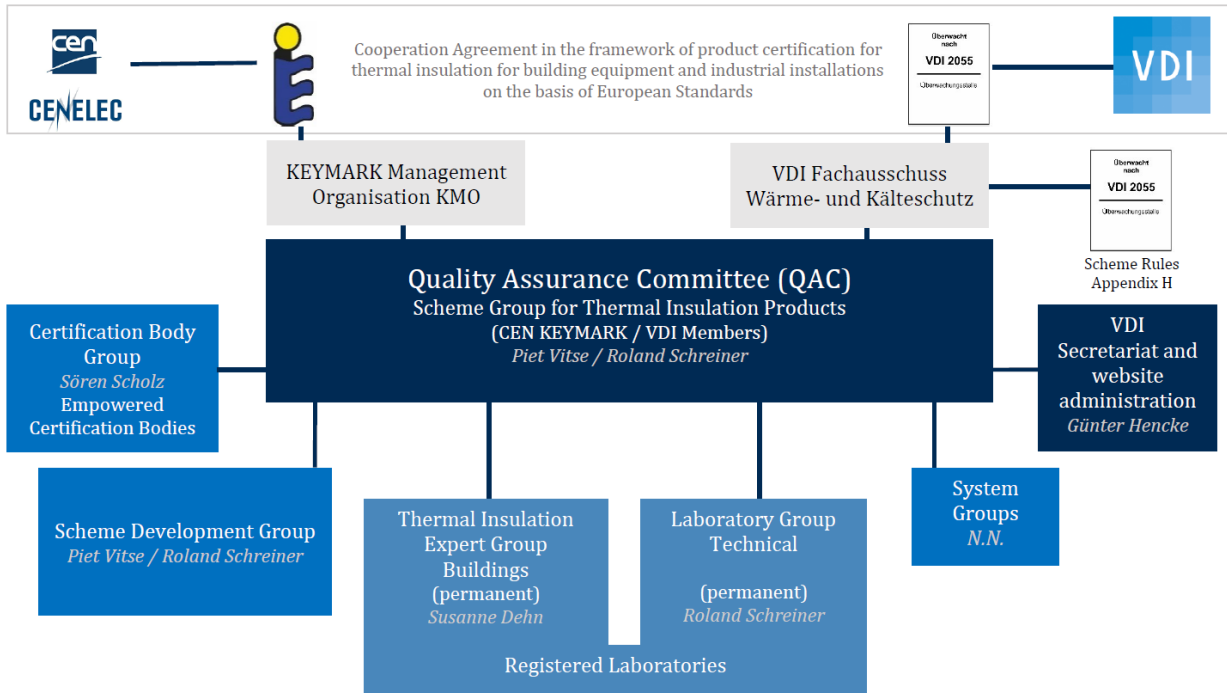 cen
CENELEC
Cooperation Agreement in the framework of product certification for
thermal insulation for building equipment and industrial installations
on the basis of European Standards
Überwacht
nach
VDI 2055
Überwachungsstelle
VDI
KEYMARK Management
Organisation KMO
VDI Fachausschuss
Wärme- und Kälteschutz
Überwacht
nach
VDI 2055
Überwachungsstelle
Scheme Rules
Appendix H
Quality Assurance Committee (QAC)
Scheme Group for Thermal Insulation Products
(CEN KEYMARK / VDI Members)
Piet Vitse / Roland Schreiner
Certification Body
Group
Sören Scholz
Empowered
Certification Bodies
VDI
Secretariat and
website
administration
Günter Hencke
Scheme Development Group
Piet Vitse / Roland Schreiner
Thermal Insulation
Expert Group
Buildings
(permanent)
Susanne Dehn
Laboratory Group
Technical
(permanent)
Roland Schreiner
System
Groups
N.N.
Registered Laboratories